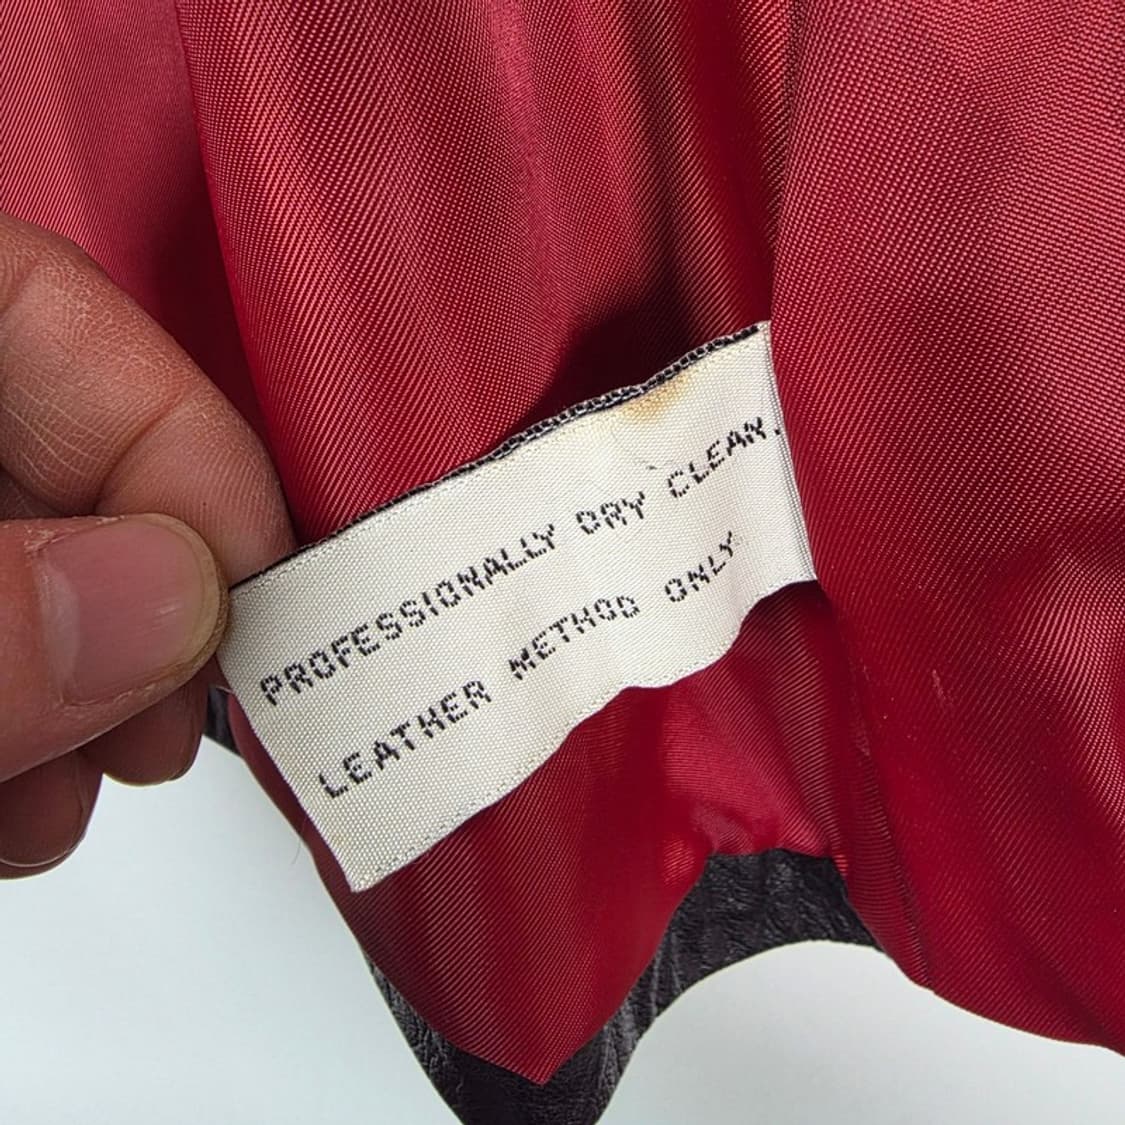 PROFESSIONALLY DRY CLEAN.
LEATHER METHOD ONLY